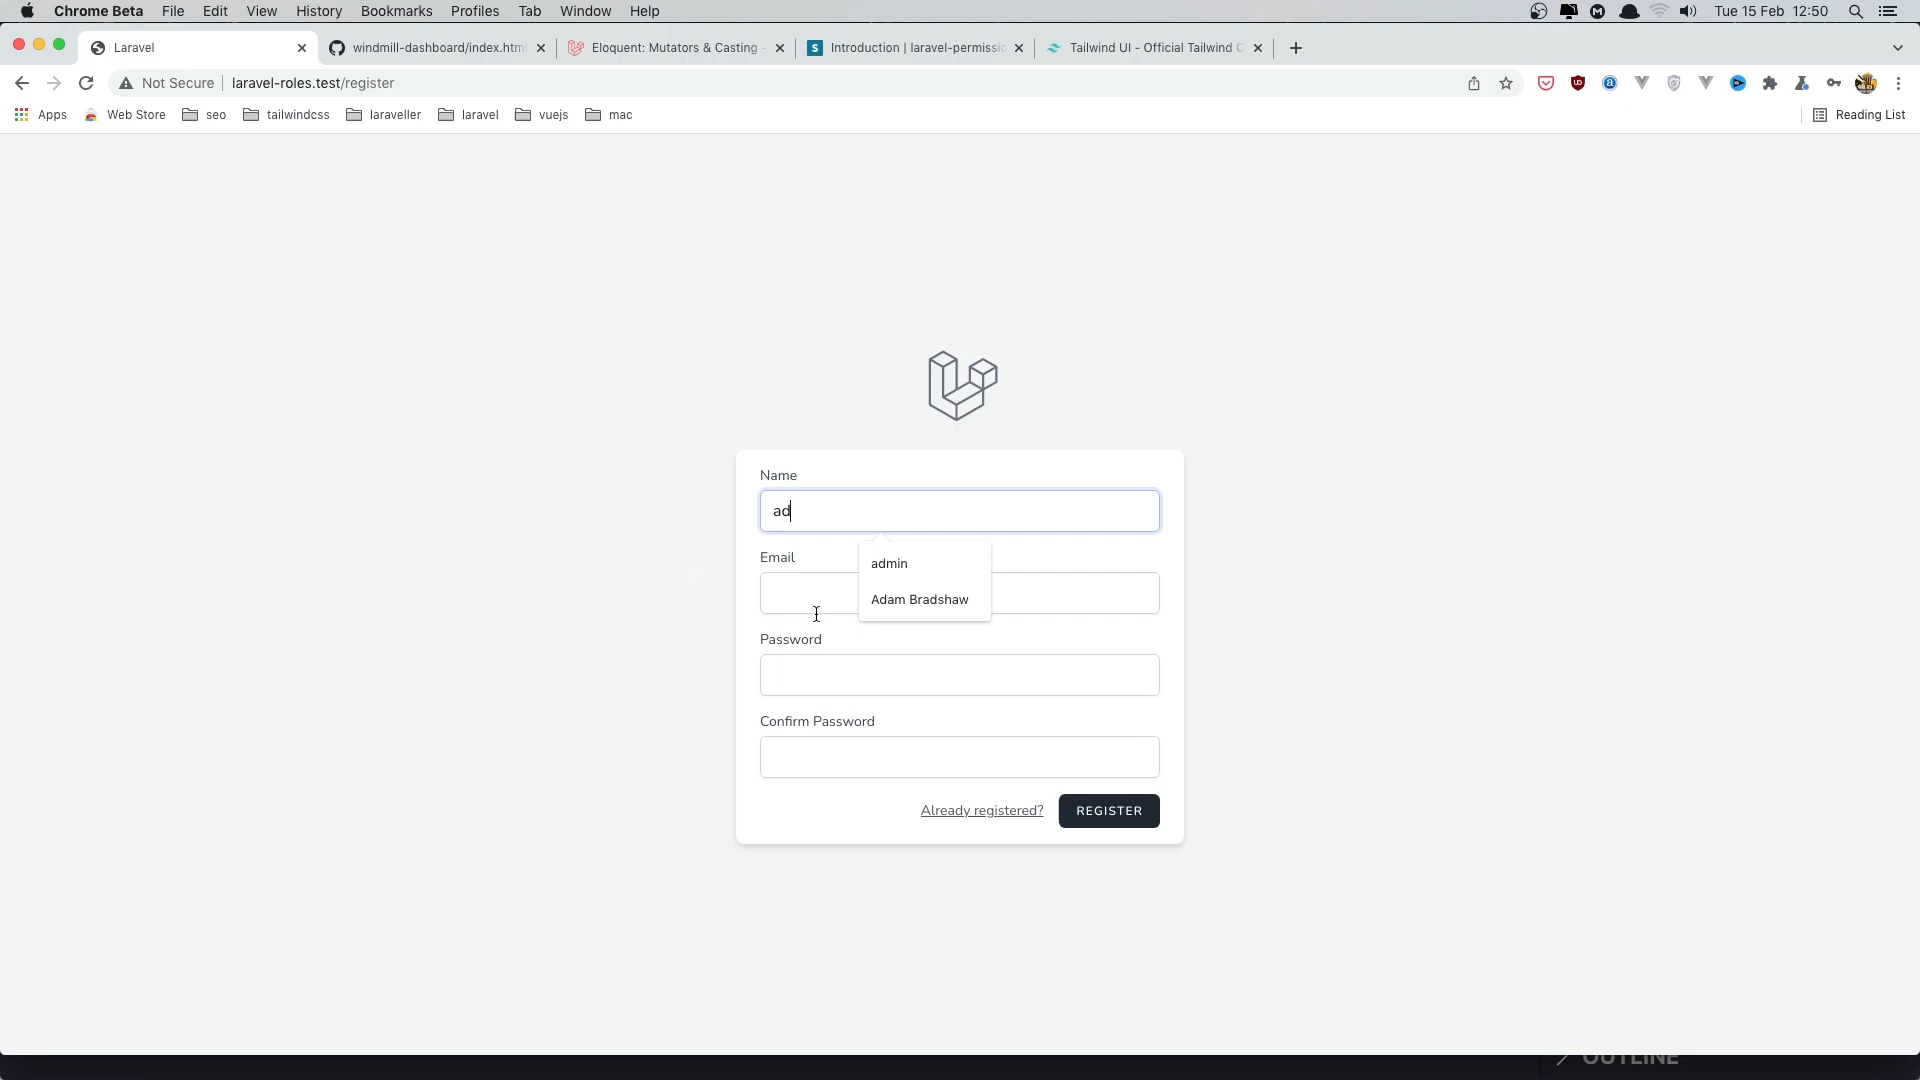 Chrome Beta File Edit View History Bookmarks Profiles Tab Window Help Tue 15 Feb 12:50
Laravel windmill-dashboard/index.html Eloquent: Mutators & Casting - Introduction | laravel-permissio Tailwind UI - Official Tailwind C
Not Secure laravel-roles.test/register
Apps Web Store seo tailwindcss laraveller laravel vuejs mac Reading List
Name
ad
admin
Adam Bradshaw
Email
Password
Confirm Password
Already registered? REGISTER
OUTLINE